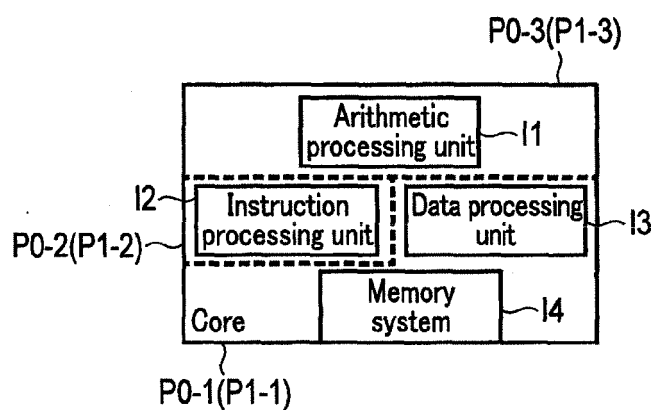 P0-3(P1-3)
Arithmetic
processing unit
I1
I2
Instruction
processing unit
Data processing
unit
I3
P0-2(P1-2)
Memory
system
I4
Core
P0-1(P1-1)